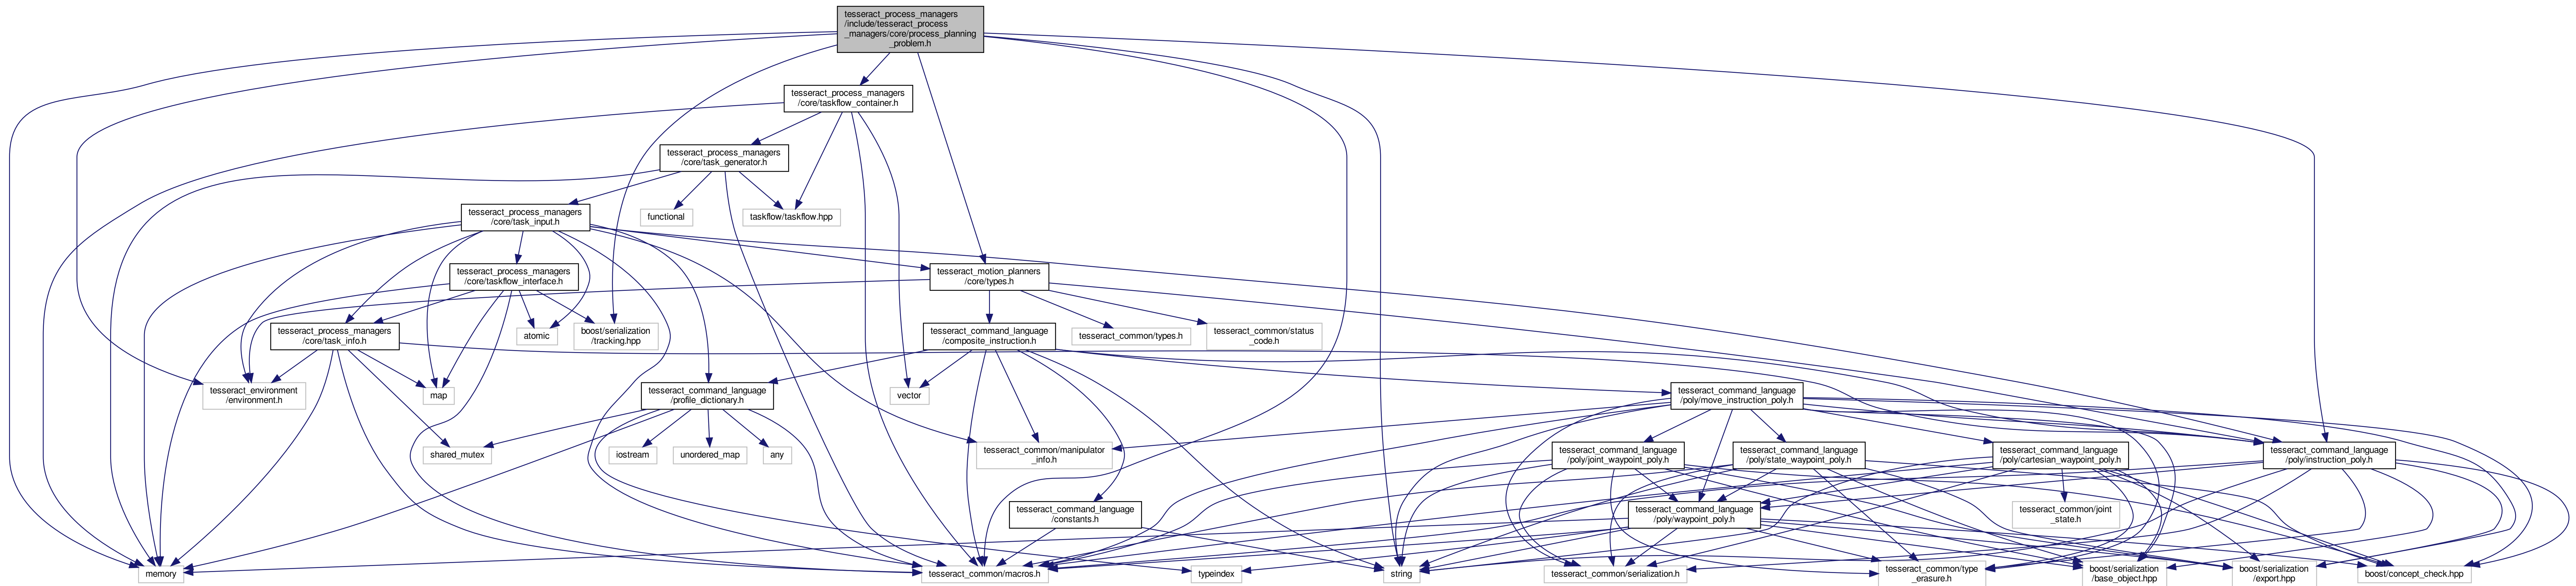 tesseract_process_managers
/include/tesseract_process
_managers/core/process_planning
_problem.h
tesseract_process_managers
/core/taskflow_container.h
tesseract_process_managers
/core/task_generator.h
tesseract_process_managers
/core/task_input.h
functional
taskflow/taskflow.hpp
tesseract_process_managers
/core/taskflow_interface.h
tesseract_motion_planners
/core/types.h
tesseract_process_managers
/core/task_info.h
atomic
boost/serialization
/tracking.hpp
tesseract_command_language
/composite_instruction.h
tesseract_common/types.h
tesseract_common/status
_code.h
tesseract_environment
/environment.h
map
tesseract_command_language
/profile_dictionary.h
vector
tesseract_command_language
/poly/move_instruction_poly.h
shared_mutex
iostream
unordered_map
any
tesseract_common/manipulator
_info.h
tesseract_command_language
/poly/joint_waypoint_poly.h
tesseract_command_language
/poly/state_waypoint_poly.h
tesseract_command_language
/poly/cartesian_waypoint_poly.h
tesseract_command_language
/poly/instruction_poly.h
tesseract_command_language
/constants.h
tesseract_command_language
/poly/waypoint_poly.h
tesseract_common/joint
_state.h
memory
tesseract_common/macros.h
typeindex
string
tesseract_common/serialization.h
tesseract_common/type
_erasure.h
boost/serialization
/base_object.hpp
boost/serialization
/export.hpp
boost/concept_check.hpp